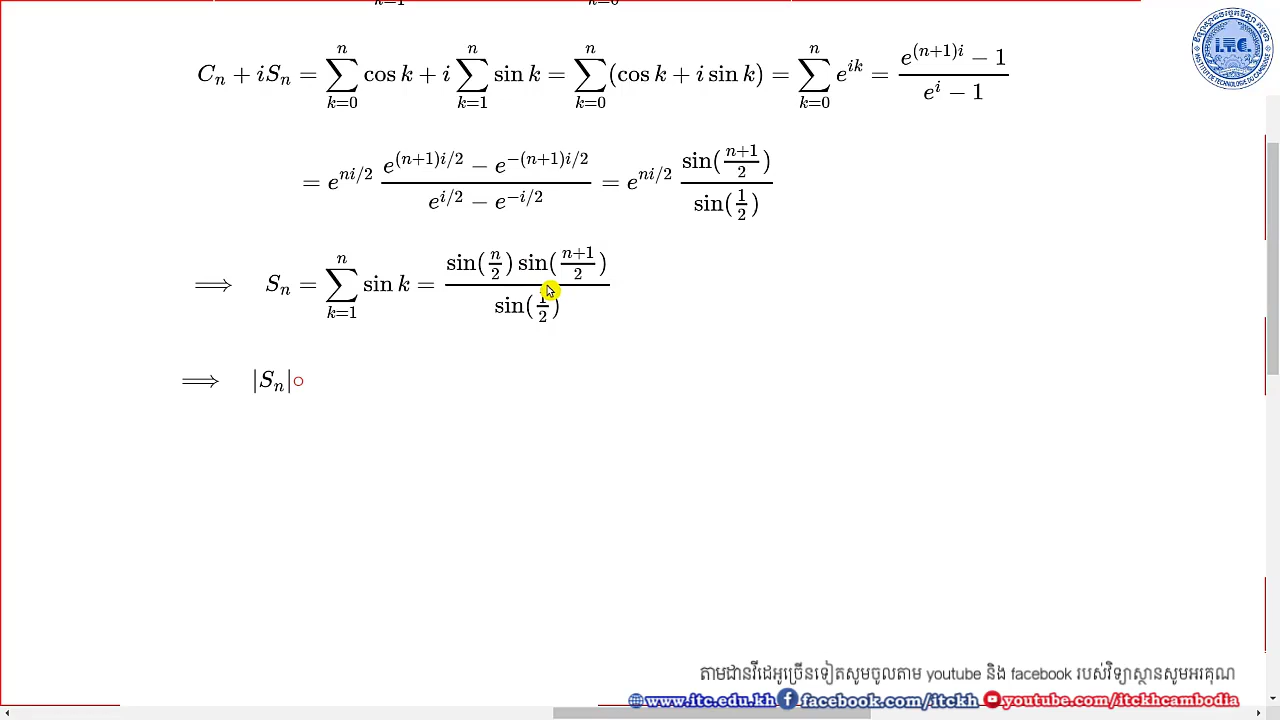 k=1 k=0
C_n + iS_n = \sum_{k=0}^{n} \cos k + i \sum_{k=1}^{n} \sin k = \sum_{k=0}^{n} (\cos k + i \sin k) = \sum_{k=0}^{n} e^{ik} = \frac{e^{(n+1)i} - 1}{e^i - 1}
= e^{ni/2} \frac{e^{(n+1)i/2} - e^{-(n+1)i/2}}{e^{i/2} - e^{-i/2}} = e^{ni/2} \frac{\sin(\frac{n+1}{2})}{\sin(\frac{1}{2})}
\implies S_n = \sum_{k=1}^{n} \sin k = \frac{\sin(\frac{n}{2}) \sin(\frac{n+1}{2})}{\sin(\frac{1}{2})}
\implies |S_n|
I.T.C.
តាមដានវីដេអូច្រើនទៀតសូមចូលតាម youtube និង facebook របស់វិទ្យាស្ថានសូមអរគុណ
www.itc.edu.kh facebook.com/itckh youtube.com/itckhcambodia